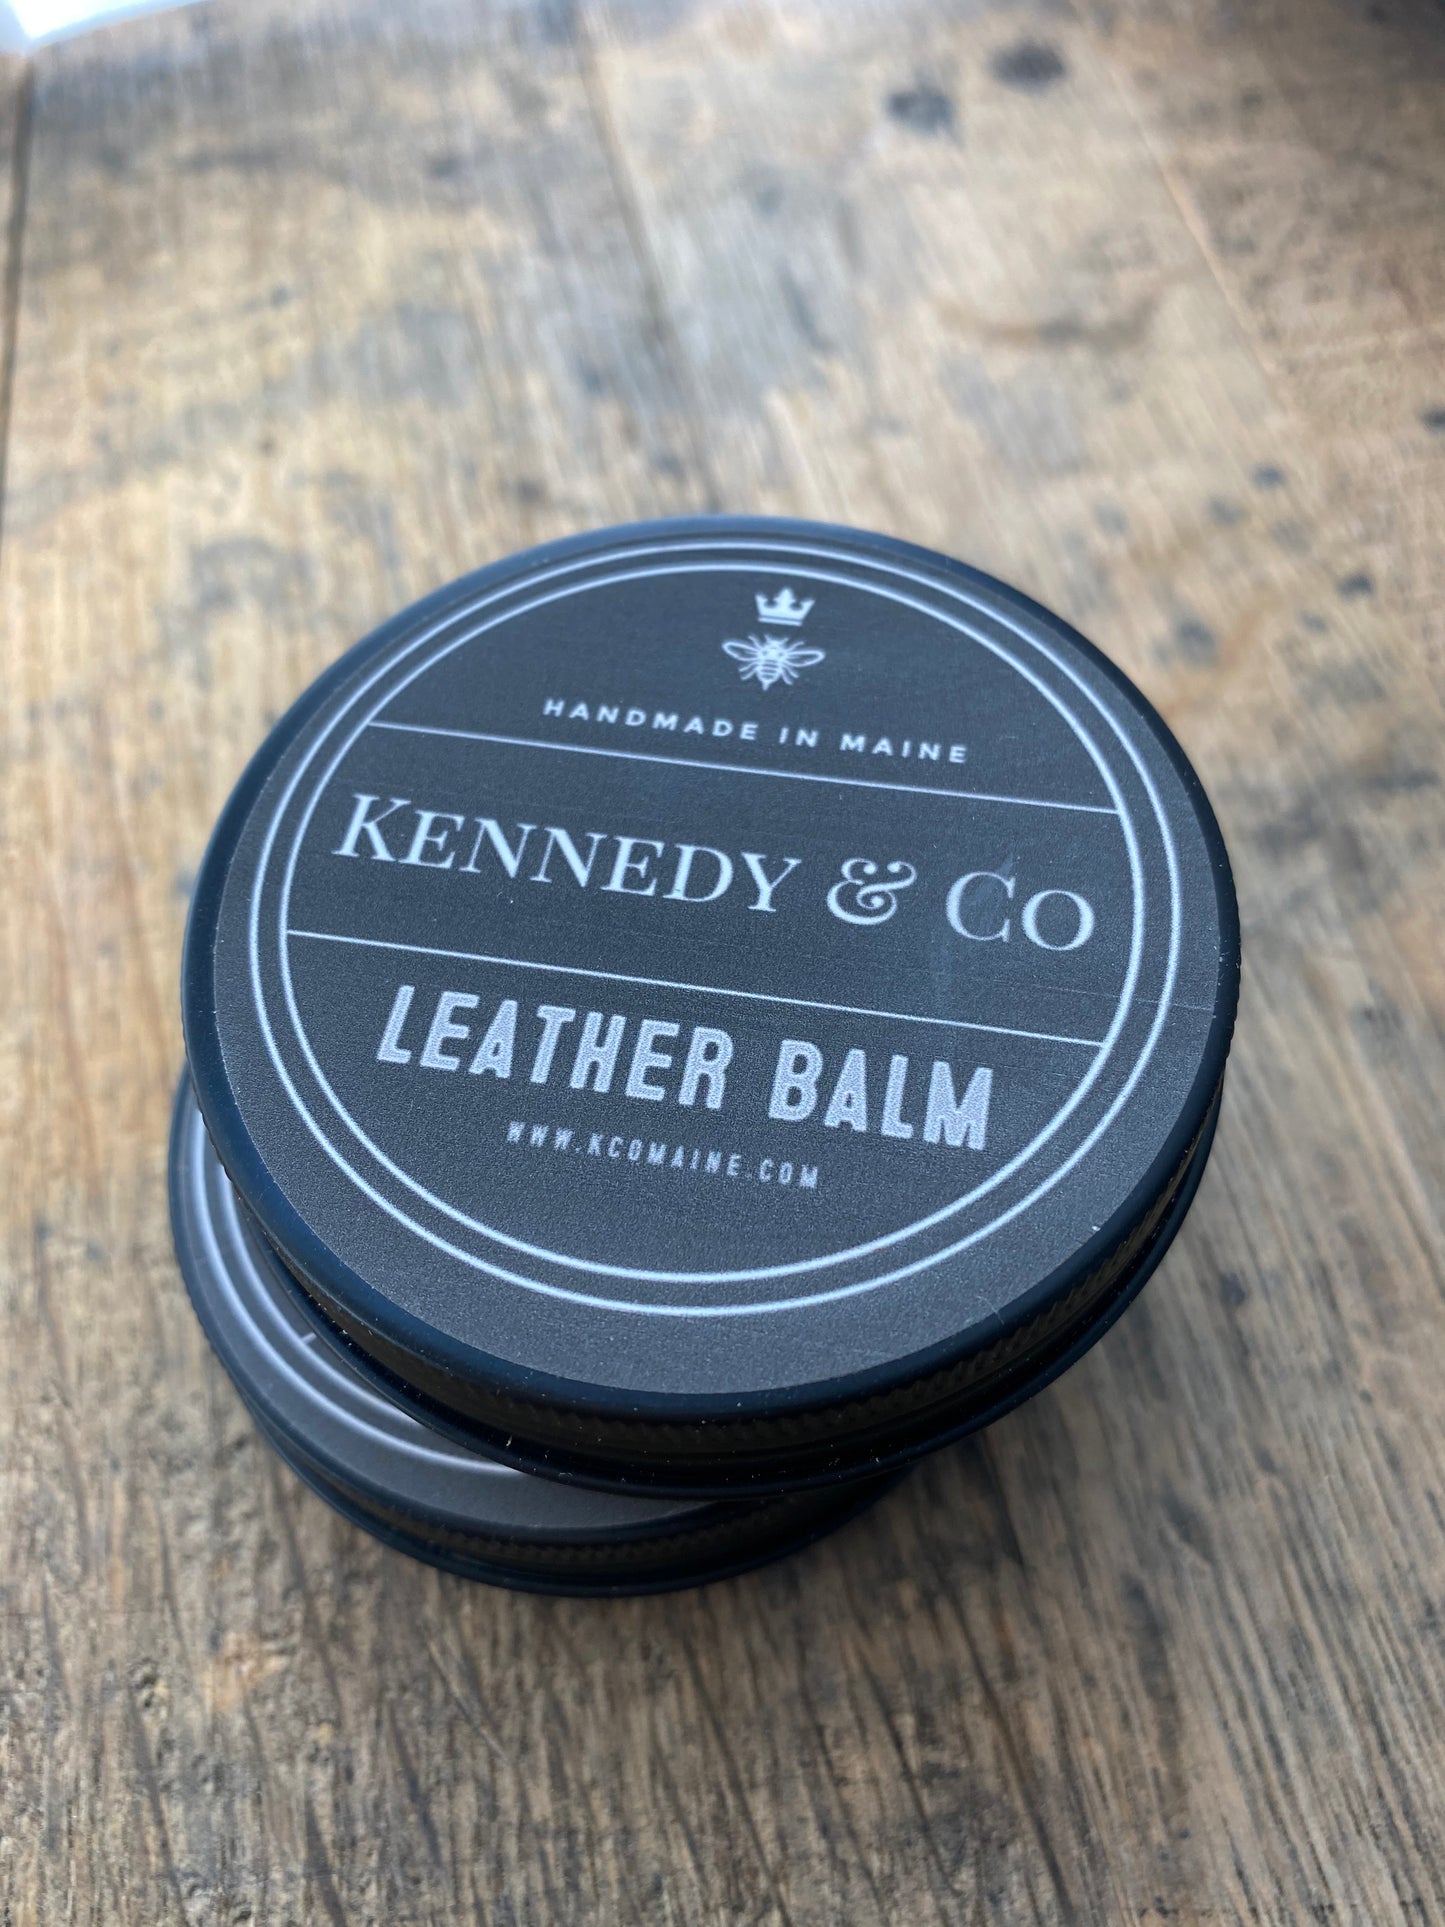 HANDMADE IN MAINE
KENNEDY & CO
LEATHER BALM
WWW.KCOMAINE.COM